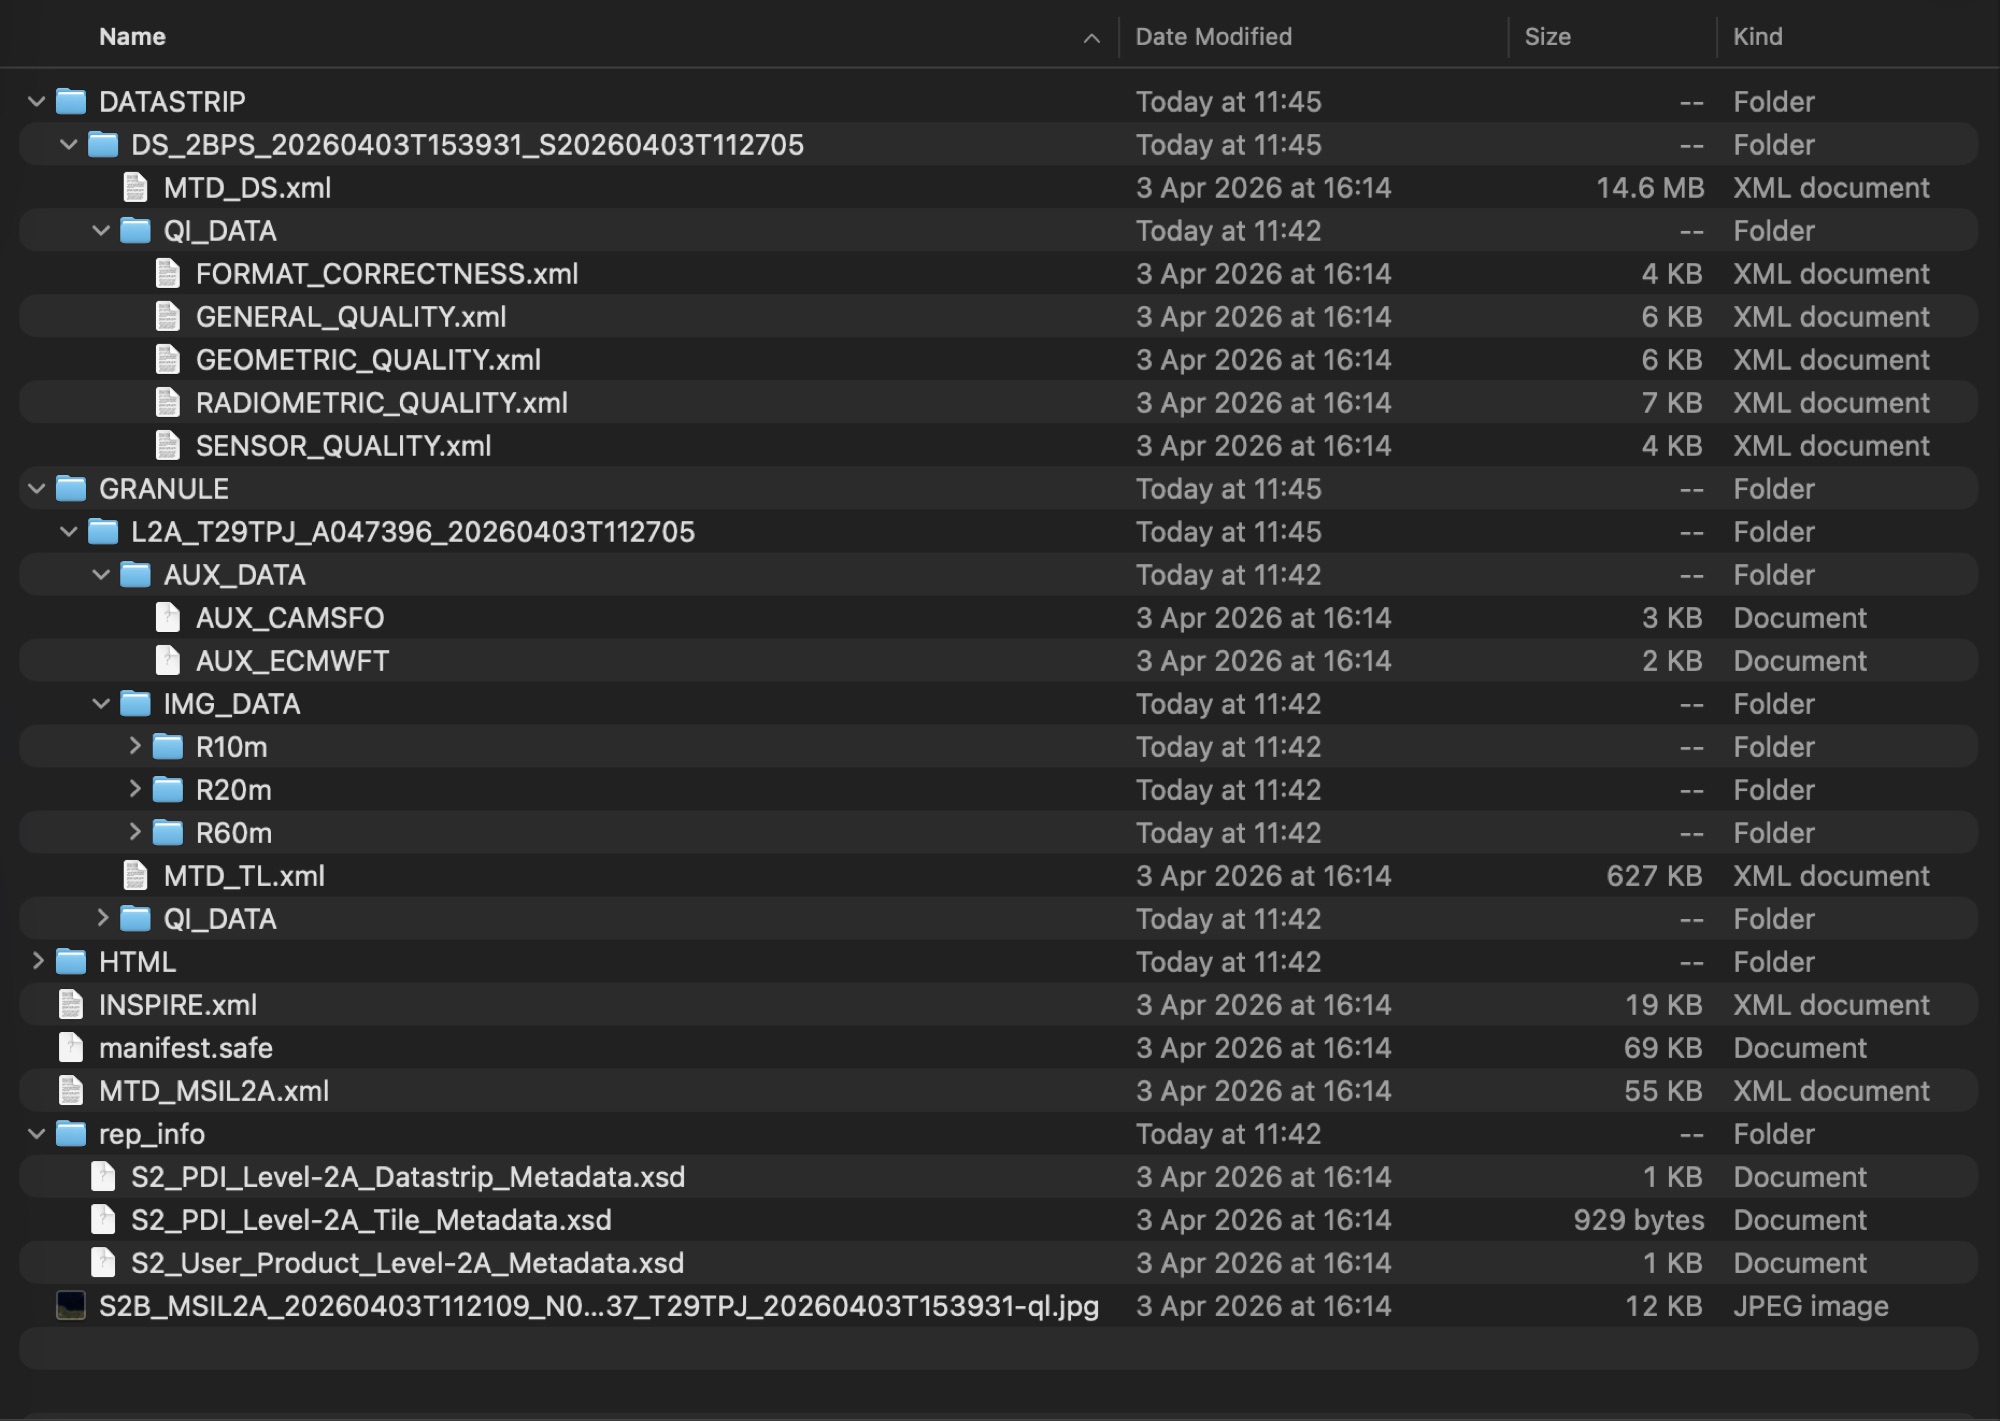 Name Date Modified Size Kind
DATASTRIP Today at 11:45 -- Folder
DS_2BPS_20260403T153931_S20260403T112705 Today at 11:45 -- Folder
MTD_DS.xml 3 Apr 2026 at 16:14 14.6 MB XML document
QI_DATA Today at 11:42 -- Folder
FORMAT_CORRECTNESS.xml 3 Apr 2026 at 16:14 4 KB XML document
GENERAL_QUALITY.xml 3 Apr 2026 at 16:14 6 KB XML document
GEOMETRIC_QUALITY.xml 3 Apr 2026 at 16:14 6 KB XML document
RADIOMETRIC_QUALITY.xml 3 Apr 2026 at 16:14 7 KB XML document
SENSOR_QUALITY.xml 3 Apr 2026 at 16:14 4 KB XML document
GRANULE Today at 11:45 -- Folder
L2A_T29TPJ_A047396_20260403T112705 Today at 11:45 -- Folder
AUX_DATA Today at 11:42 -- Folder
AUX_CAMSFO 3 Apr 2026 at 16:14 3 KB Document
AUX_ECMWFT 3 Apr 2026 at 16:14 2 KB Document
IMG_DATA Today at 11:42 -- Folder
R10m Today at 11:42 -- Folder
R20m Today at 11:42 -- Folder
R60m Today at 11:42 -- Folder
MTD_TL.xml 3 Apr 2026 at 16:14 627 KB XML document
QI_DATA Today at 11:42 -- Folder
HTML Today at 11:42 -- Folder
INSPIRE.xml 3 Apr 2026 at 16:14 19 KB XML document
manifest.safe 3 Apr 2026 at 16:14 69 KB Document
MTD_MSIL2A.xml 3 Apr 2026 at 16:14 55 KB XML document
rep_info Today at 11:42 -- Folder
S2_PDI_Level-2A_Datastrip_Metadata.xsd 3 Apr 2026 at 16:14 1 KB Document
S2_PDI_Level-2A_Tile_Metadata.xsd 3 Apr 2026 at 16:14 929 bytes Document
S2_User_Product_Level-2A_Metadata.xsd 3 Apr 2026 at 16:14 1 KB Document
S2B_MSIL2A_20260403T112109_N0...37_T29TPJ_20260403T153931-ql.jpg 3 Apr 2026 at 16:14 12 KB JPEG image